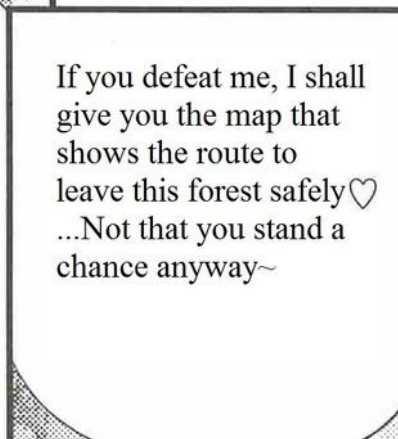 If you defeat me, I shall
give you the map that
shows the route to
leave this forest safely♡
...Not that you stand a
chance anyway~